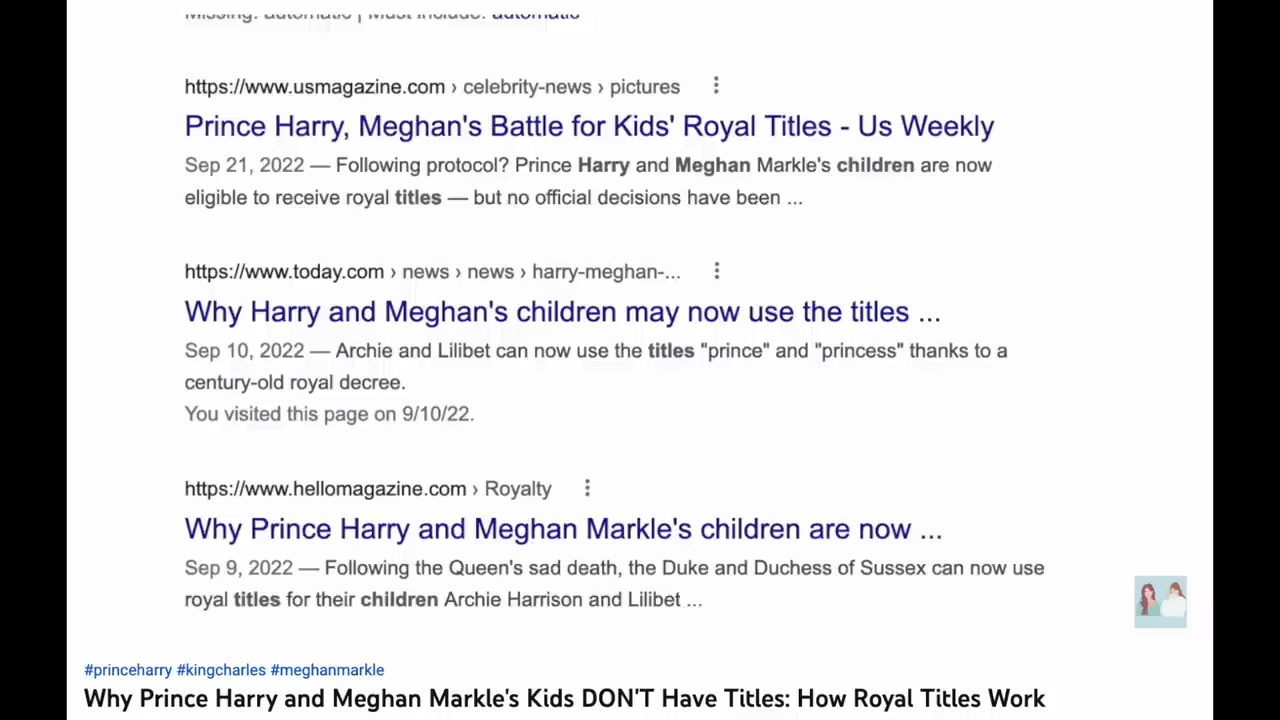 Missing: automatic | Must include: automatic
https://www.usmagazine.com › celebrity-news › pictures
Prince Harry, Meghan's Battle for Kids' Royal Titles - Us Weekly
Sep 21, 2022 — Following protocol? Prince Harry and Meghan Markle's children are now
eligible to receive royal titles — but no official decisions have been ...
https://www.today.com › news › news › harry-meghan-...
Why Harry and Meghan's children may now use the titles ...
Sep 10, 2022 — Archie and Lilibet can now use the titles "prince" and "princess" thanks to a
century-old royal decree.
You visited this page on 9/10/22.
https://www.hellomagazine.com › Royalty
Why Prince Harry and Meghan Markle's children are now ...
Sep 9, 2022 — Following the Queen's sad death, the Duke and Duchess of Sussex can now use
royal titles for their children Archie Harrison and Lilibet ...
#princeharry #kingcharles #meghanmarkle
Why Prince Harry and Meghan Markle's Kids DON'T Have Titles: How Royal Titles Work